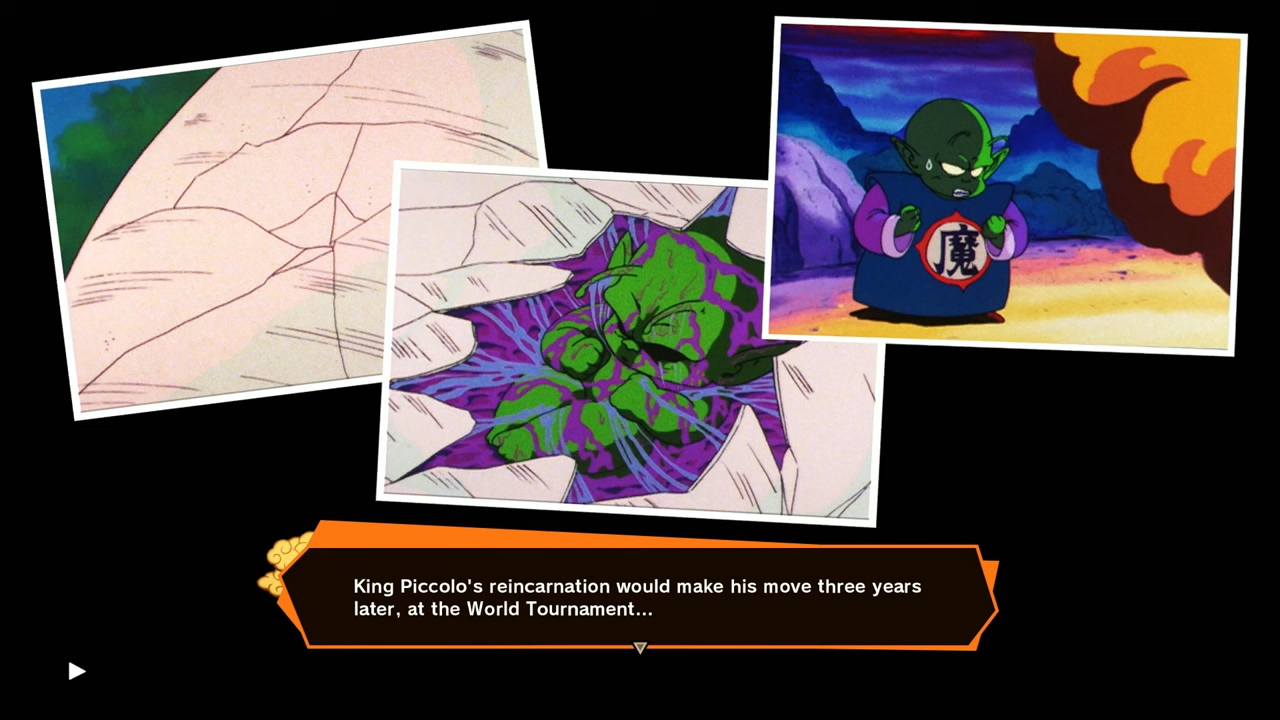 魔
King Piccolo's reincarnation would make his move three years
later, at the World Tournament...